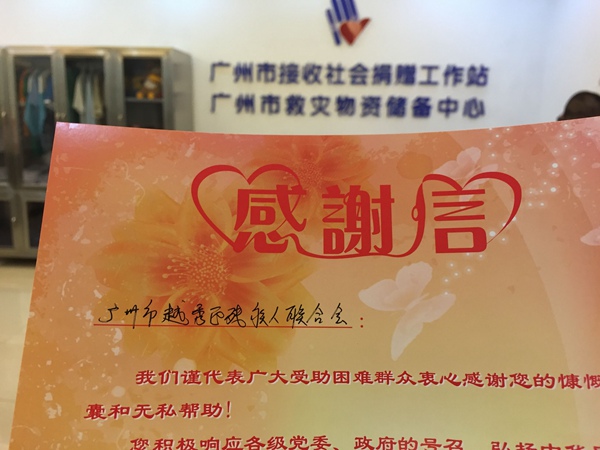 广州市接收社会捐赠工作站
广州市救灾物资储备中心
感謝信
广州市越秀区残疾人联合会：
我们谨代表广大受助困难群众衷心感谢您的慷慨
囊和无私帮助！
您积极响应各级党委、政府的号召，弘扬中华